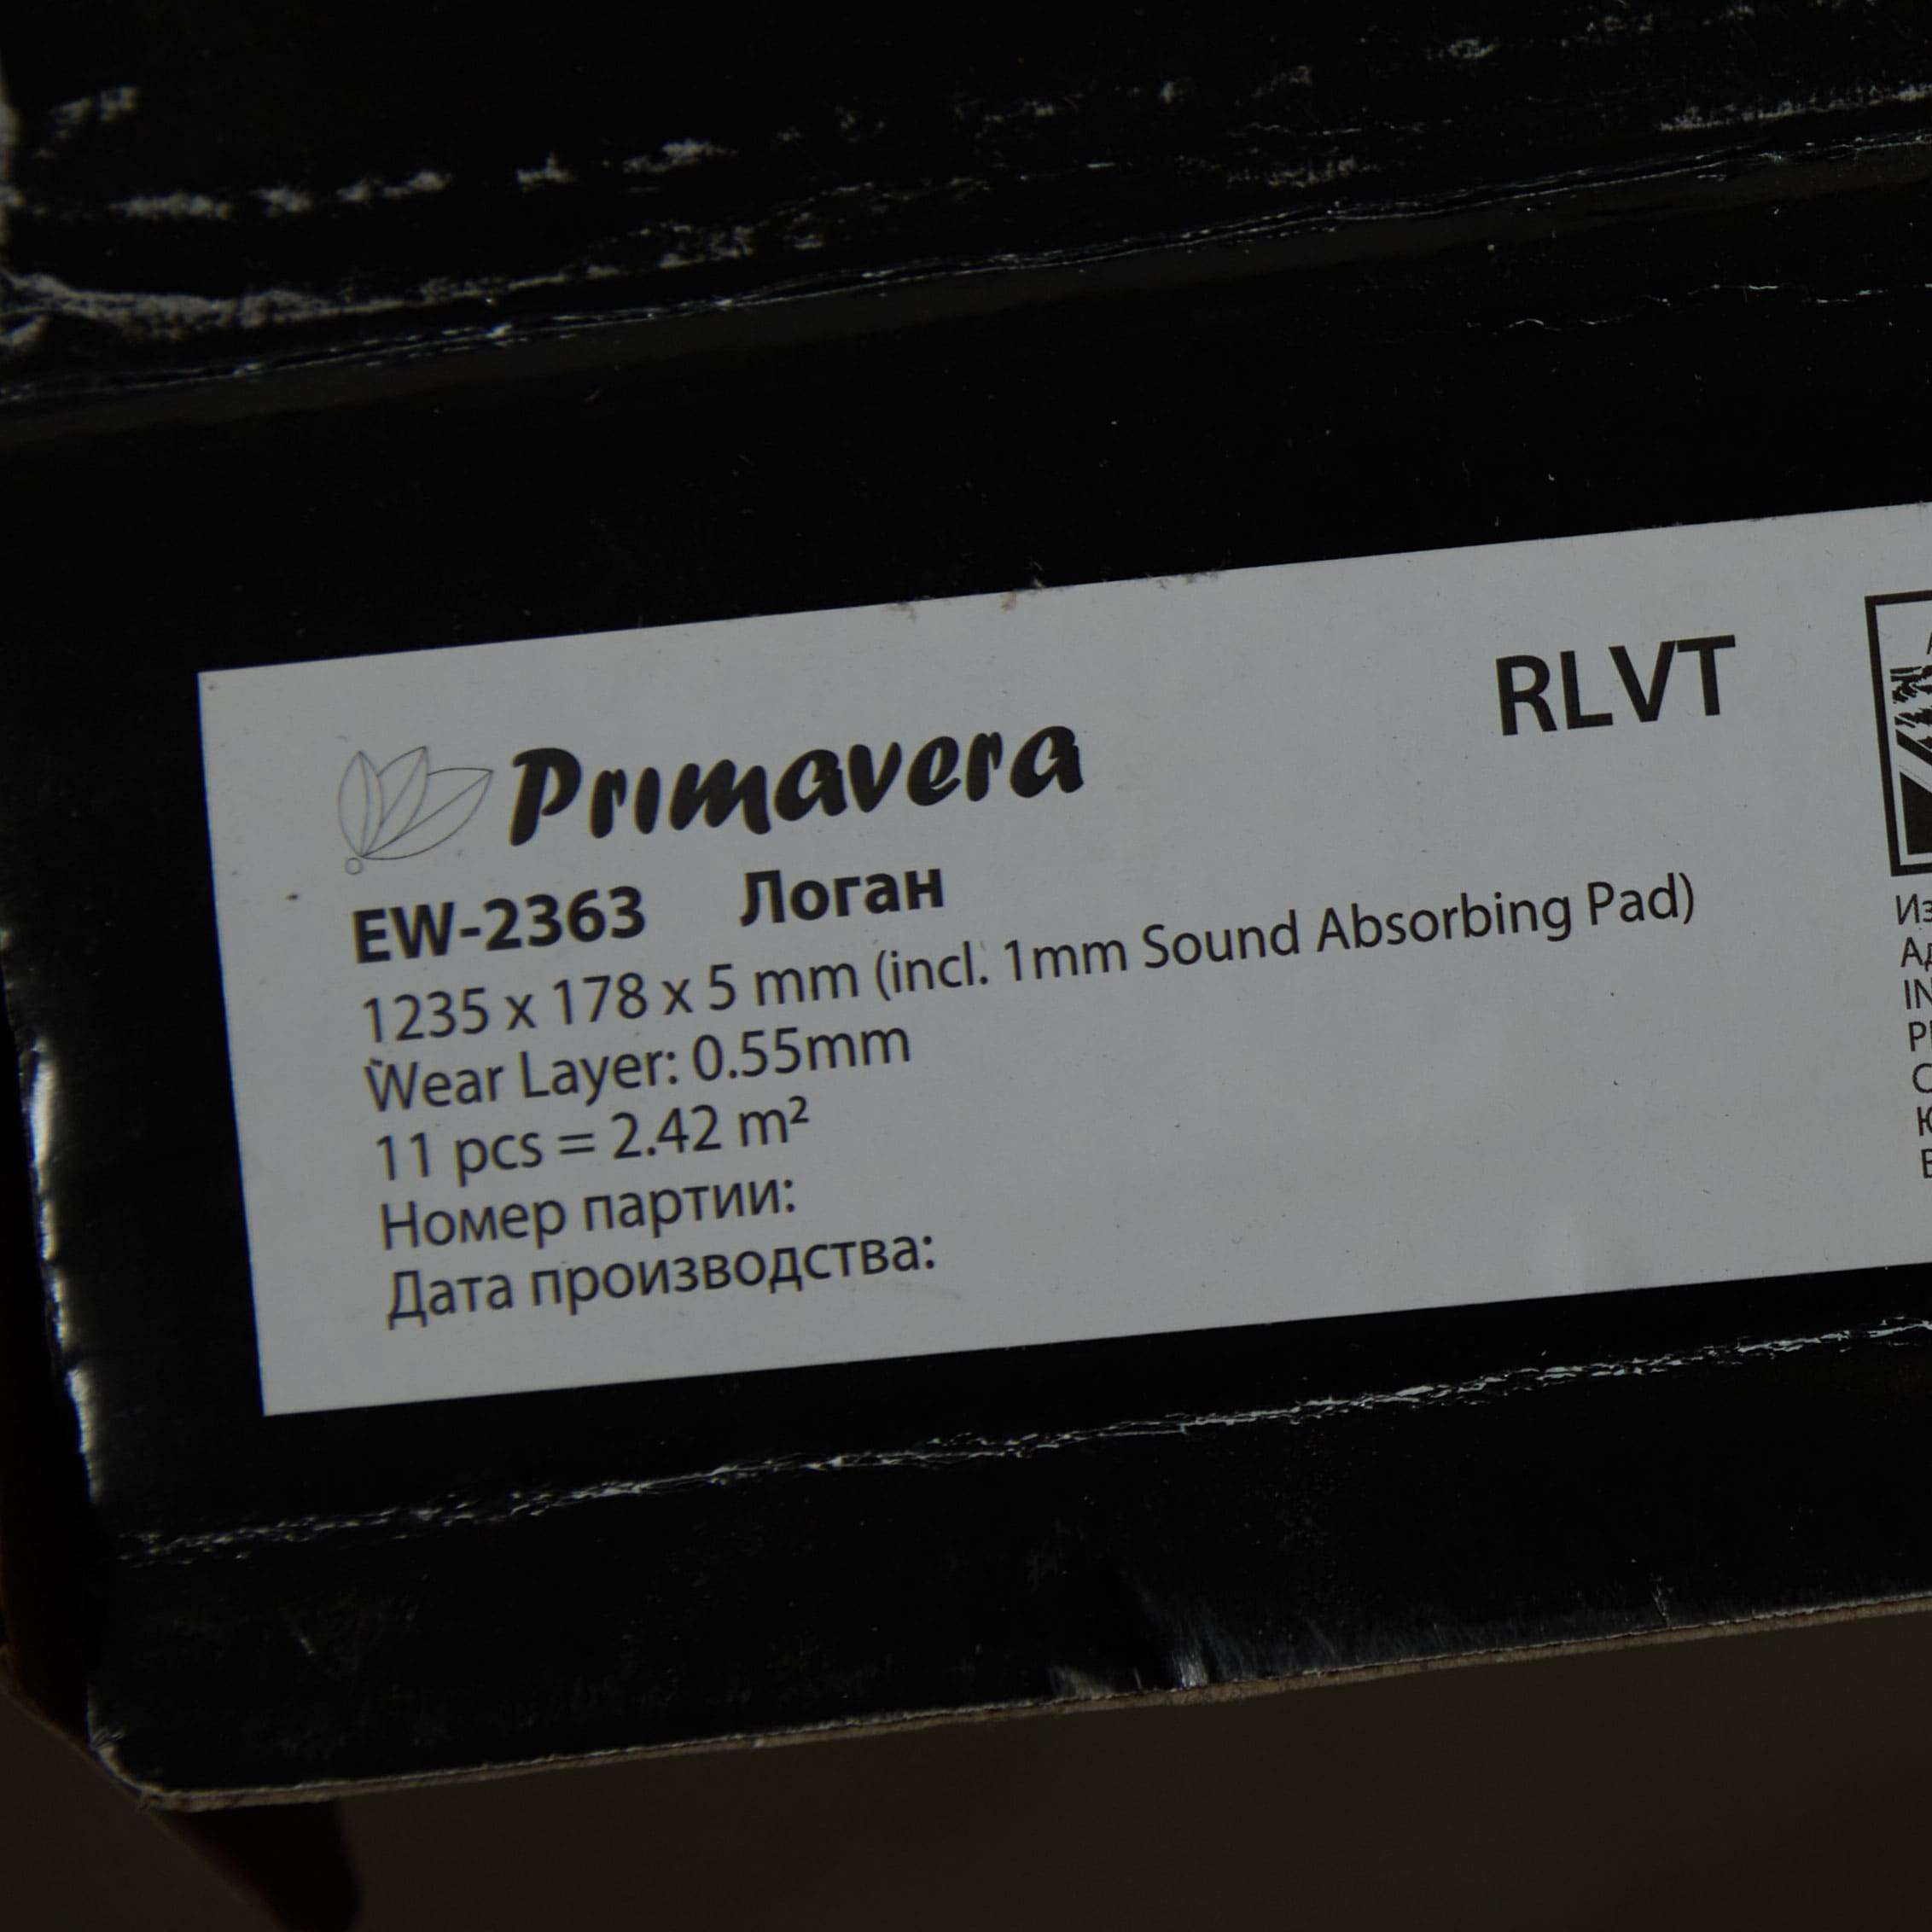 Primavera
RLVT
EW-2363 Логан
1235 x 178 x 5 mm (incl. 1mm Sound Absorbing Pad)
Wear Layer: 0.55mm
11 pcs = 2.42 m²
Номер партии:
Дата производства: